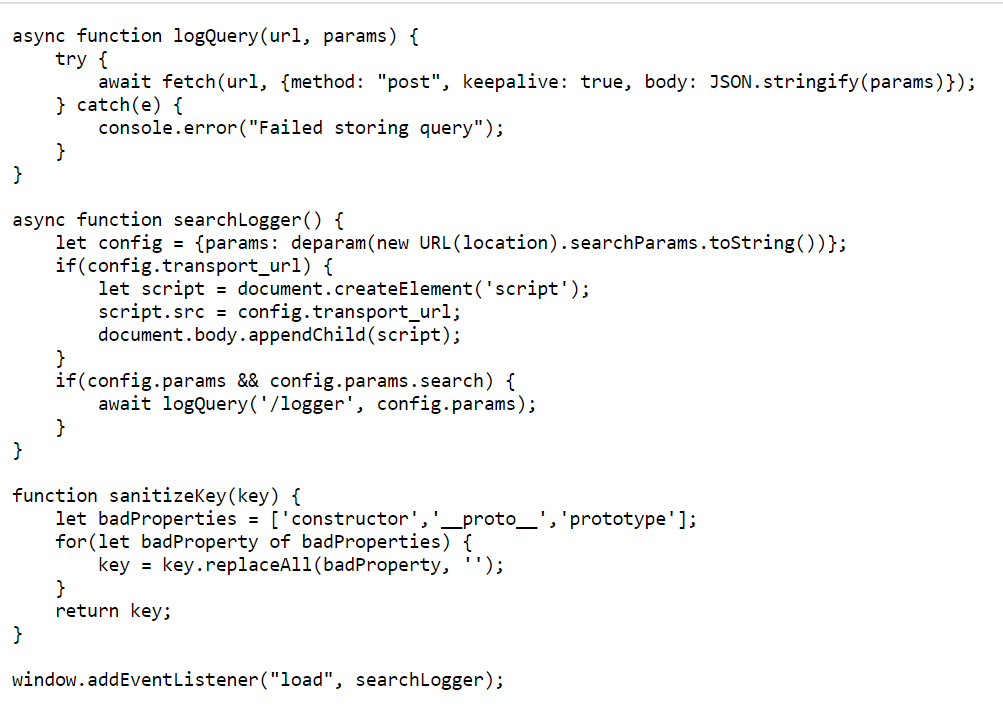 async function logQuery(url, params) {
    try {
        await fetch(url, {method: "post", keepalive: true, body: JSON.stringify(params)});
    } catch(e) {
        console.error("Failed storing query");
    }
}

async function searchLogger() {
    let config = {params: deparam(new URL(location).searchParams.toString())};
    if(config.transport_url) {
        let script = document.createElement('script');
        script.src = config.transport_url;
        document.body.appendChild(script);
    }
    if(config.params && config.params.search) {
        await logQuery('/logger', config.params);
    }
}

function sanitizeKey(key) {
    let badProperties = ['constructor','__proto__','prototype'];
    for(let badProperty of badProperties) {
        key = key.replaceAll(badProperty, '');
    }
    return key;
}

window.addEventListener("load", searchLogger);